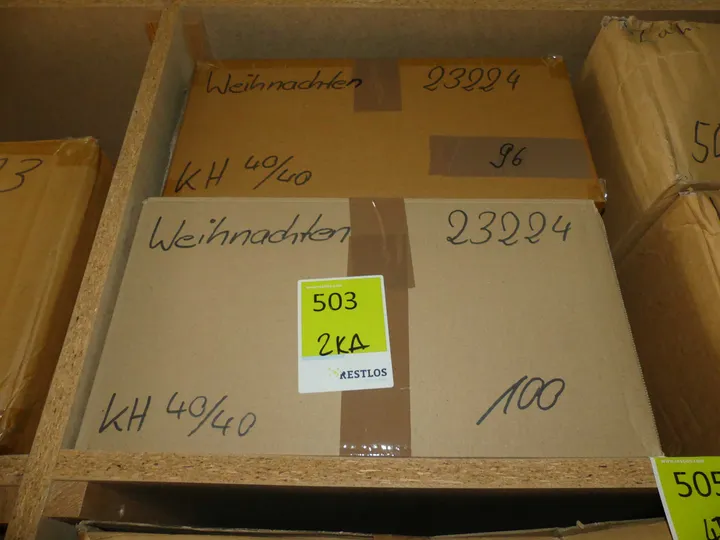 Weihnachten 23224
96
KH 40/40
Weihnachten 23224
503
2KA
RESTLOS
KH 40/40
100
505